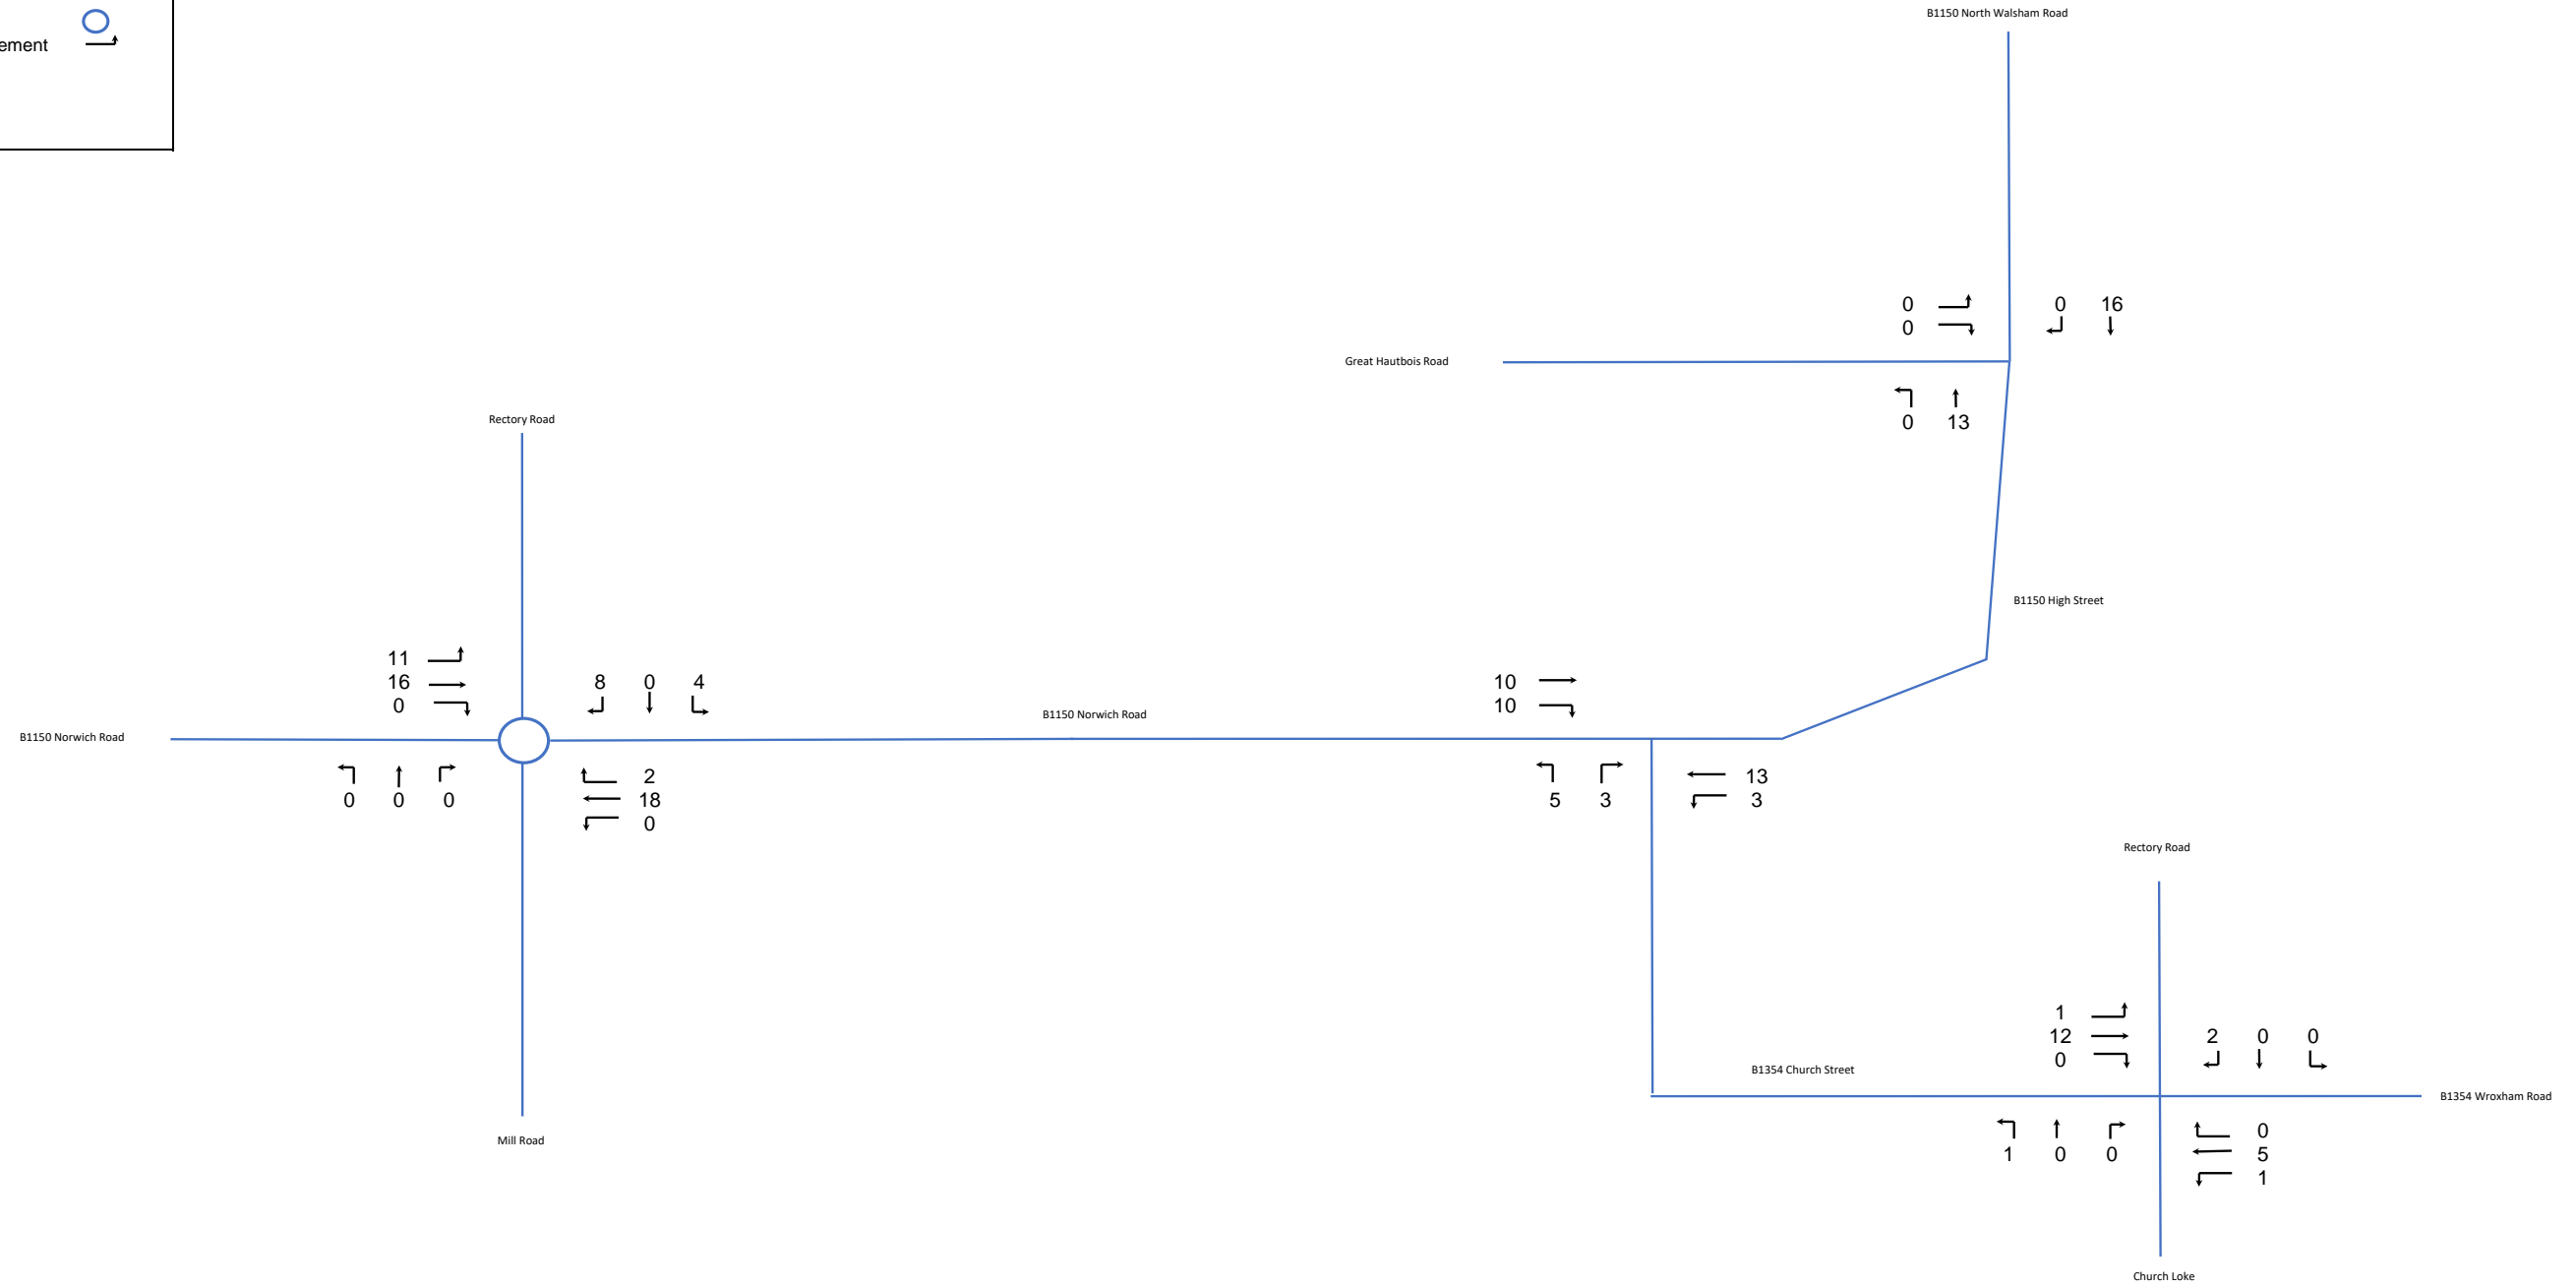 ement
B1150 North Walsham Road
0
0
0 16
Great Hautbois Road
0 13
Rectory Road
B1150 High Street
11
16
0
8 0 4
10
10
B1150 Norwich Road
B1150 Norwich Road
0 0 0
2
18
0
5 3
13
3
Rectory Road
1
12
0
2 0 0
B1354 Church Street
B1354 Wroxham Road
1 0 0
0
5
1
Mill Road
Church Loke